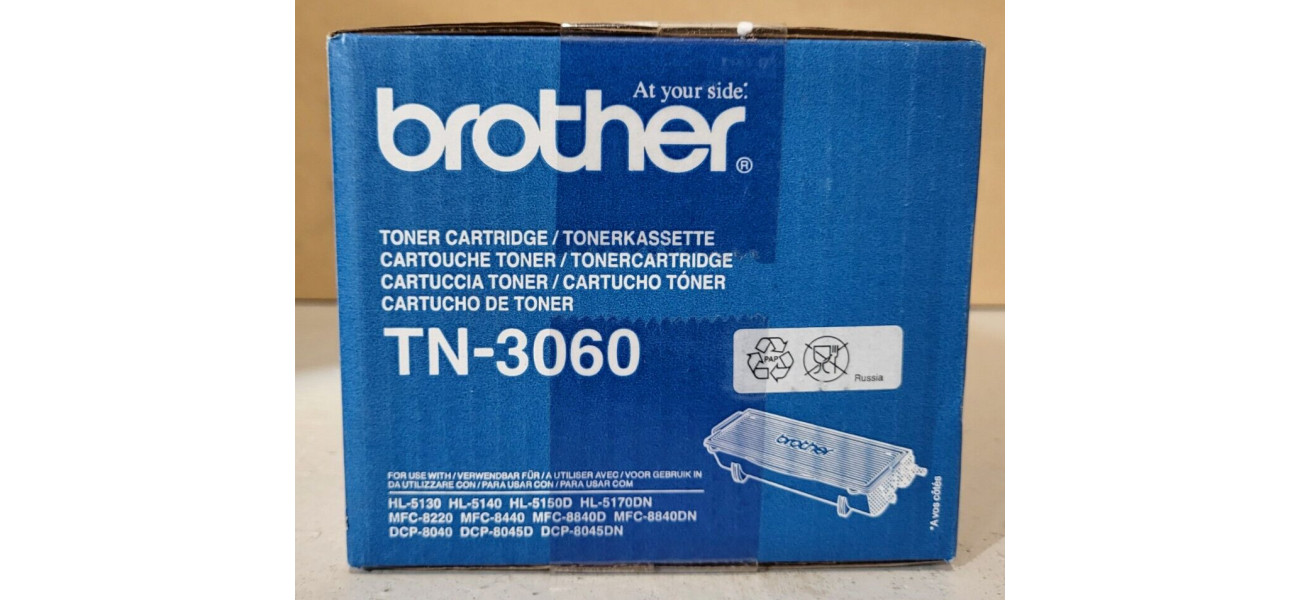 At your side.
brother®
TONER CARTRIDGE / TONERKASSETTE
CARTOUCHE TONER / TONERCARTRIDGE
CARTUCCIA TONER / CARTUCHO TÓNER
CARTUCHO DE TONER
TN-3060
PAP
Russia
brother
FOR USE WITH / VERWENDBAR FÜR / A UTILISER AVEC / VOOR GEBRUIK IN
DA UTILIZZARE CON / PARA USAR CON / PARA USAR COM
HL-5130 HL-5140 HL-5150D HL-5170DN
MFC-8220 MFC-8440 MFC-8840D MFC-8840DN
DCP-8040 DCP-8045D DCP-8045DN
*A vos côtés